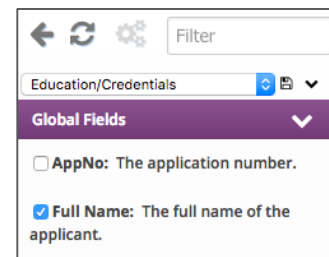 Filter
Education/Credentials
Global Fields
AppNo: The application number.
Full Name: The full name of the
applicant.